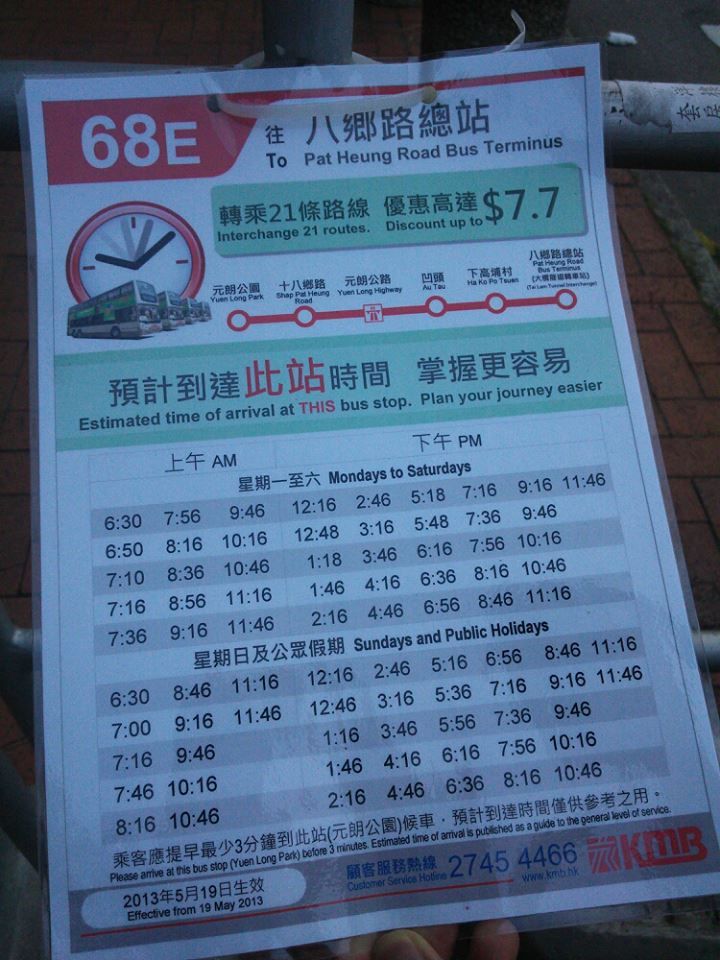 68E
往 八鄉路總站
To Pat Heung Road Bus Terminus
轉乘21條路線 優惠高達 $7.7
Interchange 21 routes. Discount up to
元朗公園
Yuen Long Park
十八鄉路
Shap Pat Heung Road
元朗公路
Yuen Long Highway
凹頭
Au Tau
下高埔村
Ha Ko Po Tsuen
八鄉路總站
Pat Heung Road
Bus Terminus
(大欖隧道轉車站)
(Tai Lam Tunnel Interchange)
預計到達此站時間 掌握更容易
Estimated time of arrival at THIS bus stop. Plan your journey easier
上午 AM 下午 PM
星期一至六 Mondays to Saturdays
6:30 7:56 9:46 12:16 2:46 5:18 7:16 9:16 11:46
6:50 8:16 10:16 12:48 3:16 5:48 7:36 9:46
7:10 8:36 10:46 1:18 3:46 6:16 7:56 10:16
7:16 8:56 11:16 1:46 4:16 6:36 8:16 10:46
7:36 9:16 11:46 2:16 4:46 6:56 8:46 11:16
星期日及公眾假期 Sundays and Public Holidays
6:30 8:46 11:16 12:16 2:46 5:16 6:56 8:46 11:16
7:00 9:16 11:46 12:46 3:16 5:36 7:16 9:16 11:46
7:16 9:46 1:16 3:46 5:56 7:36 9:46
7:46 10:16 1:46 4:16 6:16 7:56 10:16
8:16 10:46 2:16 4:46 6:36 8:16 10:46
乘客應提早最少3分鐘到此站(元朗公園)候車，預計到達時間僅供參考之用。
Please arrive at this bus stop (Yuen Long Park) before 3 minutes. Estimated time of arrival is published as a guide to the general level of service.
2013年5月19日生效
Effective from 19 May 2013
顧客服務熱線 2745 4466
Customer Service Hotline www.kmb.hk
KMB